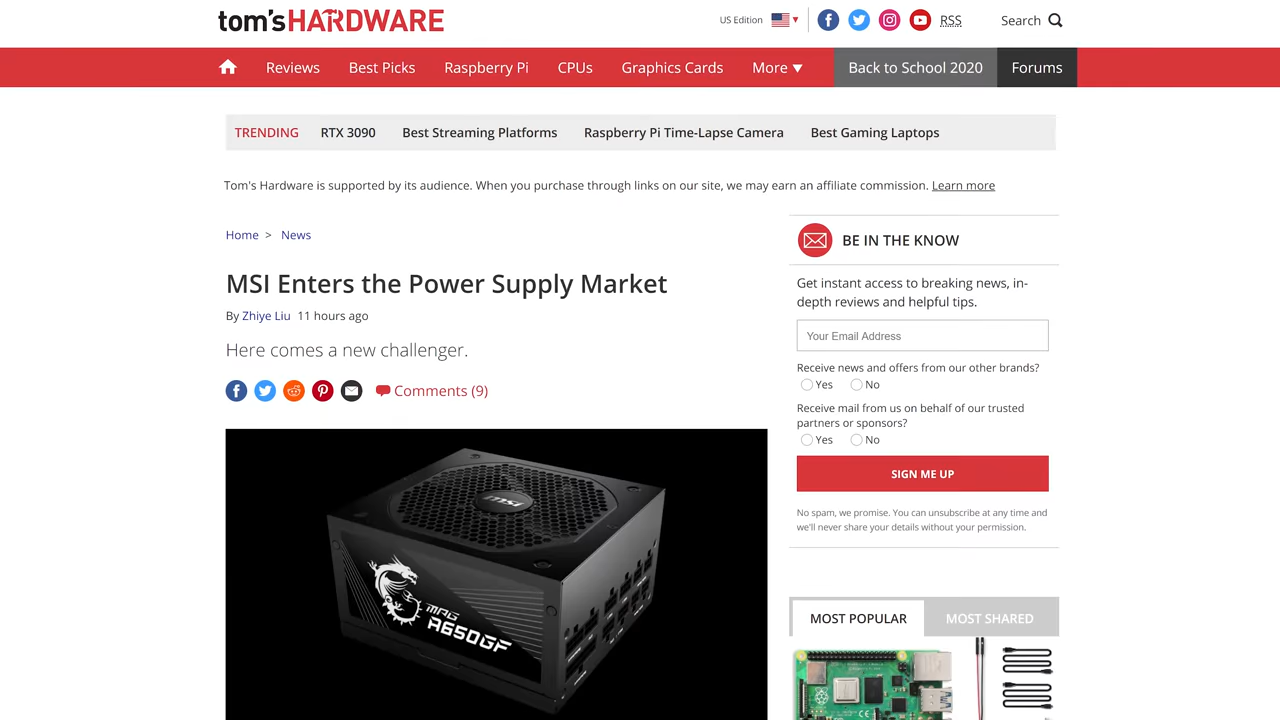 tom'sHARDWARE
US Edition
RSS
Search
Reviews
Best Picks
Raspberry Pi
CPUs
Graphics Cards
More
Back to School 2020
Forums
TRENDING
RTX 3090
Best Streaming Platforms
Raspberry Pi Time-Lapse Camera
Best Gaming Laptops
Tom's Hardware is supported by its audience. When you purchase through links on our site, we may earn an affiliate commission. Learn more
Home > News
MSI Enters the Power Supply Market
By Zhiye Liu 11 hours ago
Here comes a new challenger.
Comments (9)
msi
MAG
A650GF
BE IN THE KNOW
Get instant access to breaking news, in-
depth reviews and helpful tips.
Your Email Address
Receive news and offers from our other brands?
Yes No
Receive mail from us on behalf of our trusted
partners or sponsors?
Yes No
SIGN ME UP
No spam, we promise. You can unsubscribe at any time and
we'll never share your details without your permission.
MOST POPULAR
MOST SHARED